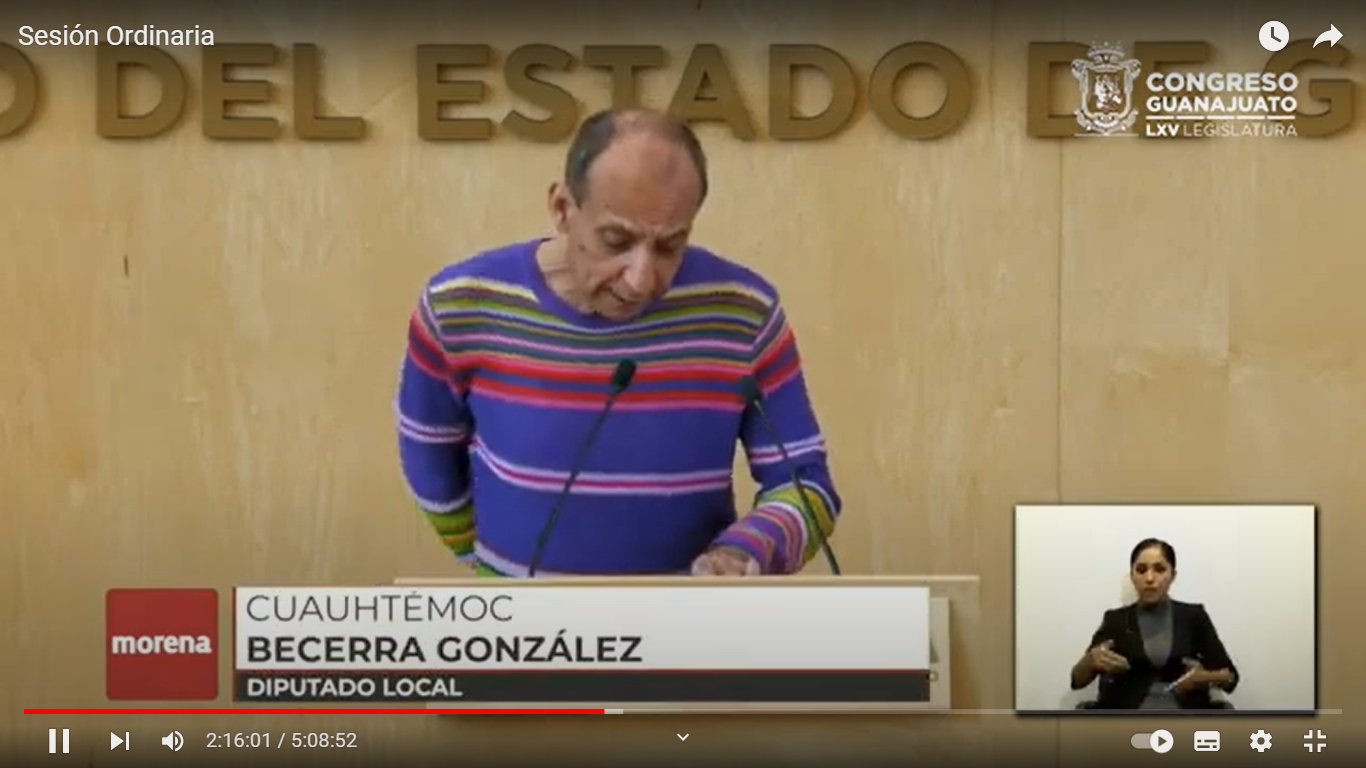 Sesión Ordinaria
O DEL ESTADO DE G
CONGRESO
GUANAJUATO
LXV LEGISLATURA
CUAUHTÉMOC
morena
BECERRA GONZÁLEZ
DIPUTADO LOCAL
2:16:01 / 5:08:52